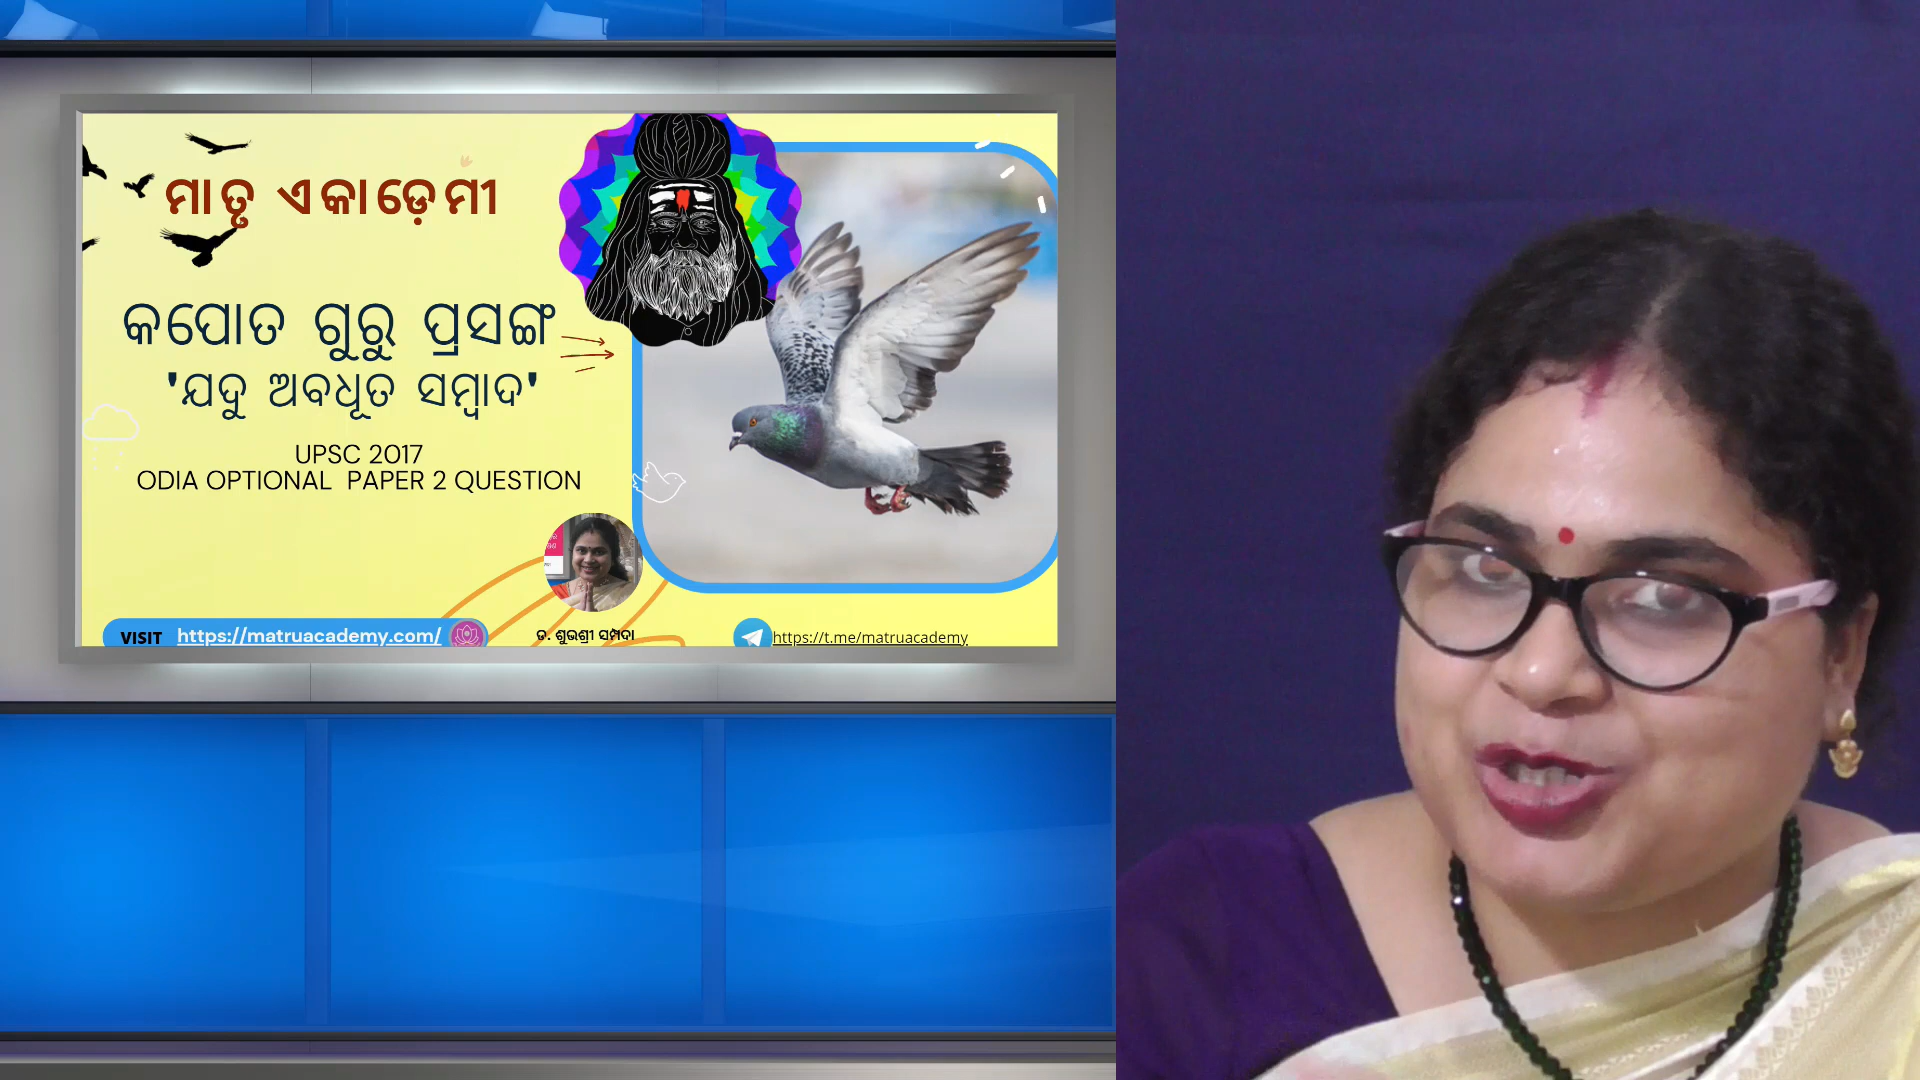 ମାତୃ ଏକାଡ଼େମୀ
କପୋତ ଗୁରୁ ପ୍ରସଙ୍ଗ
'ଯଦୁ ଅବଧୂତ ସମ୍ବାଦ'
UPSC 2017
ODIA OPTIONAL PAPER 2 QUESTION
VISIT https://matruacademy.com/
ଡ. ଶୁଭଶ୍ରୀ ସମ୍ପଦା
https://t.me/matruacademy